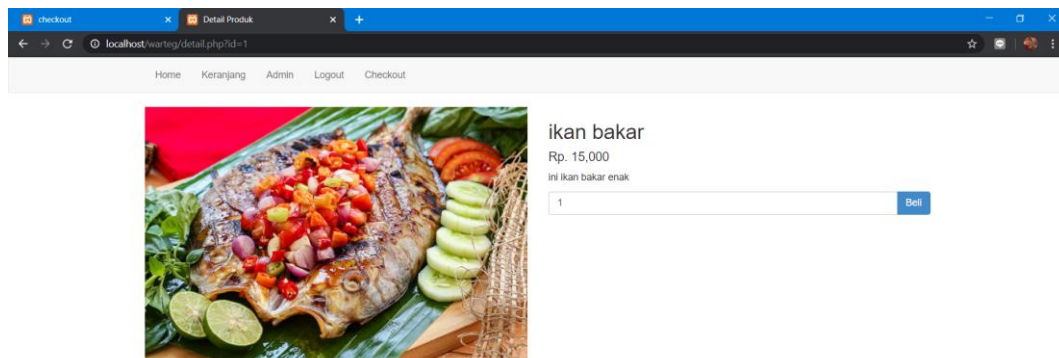 checkout
Detail Produk
localhost/warteg/detail.php?id=1
Home Keranjang Admin Logout Checkout
ikan bakar
Rp. 15,000
ini ikan bakar enak
1
Beli